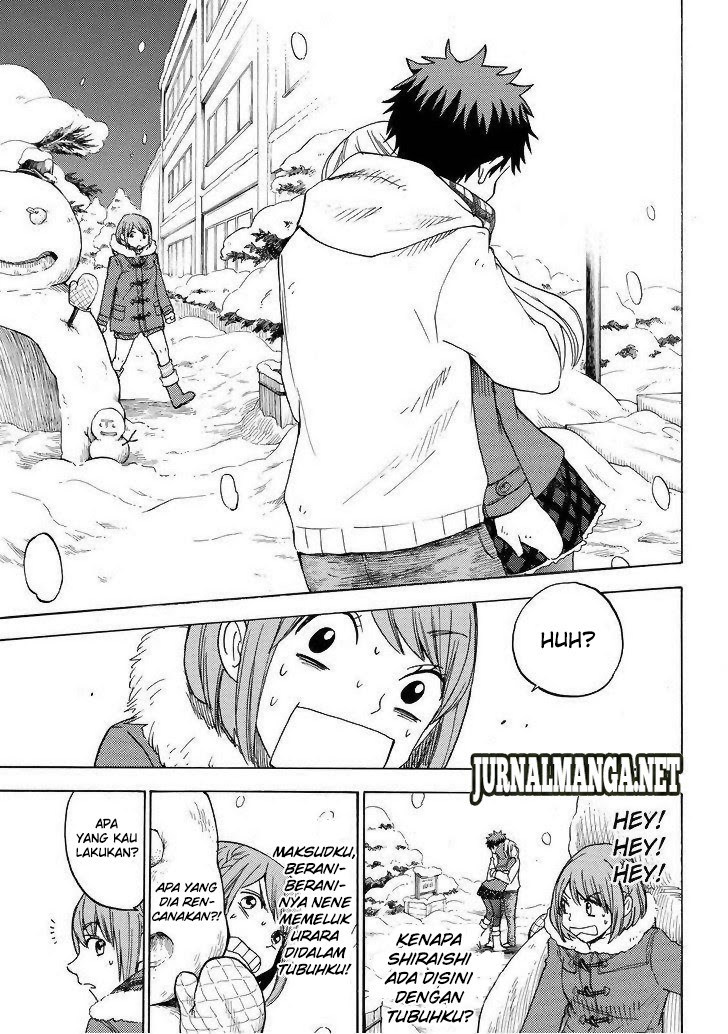 HUH?
JURNALMANGA.NET
HEY!
HEY!
HEY!
KENAPA
SHIRAISHI
ADA DISINI
DENGAN
TUBUHKU?
MAKSUDKU,
BERANI-
BERANI-
NYA NENE
MEMELUK
URARA
DIDALAM
TUBUHKU!
APA YANG
DIA REN-
CANAKAN?!
APA
YANG KAU
LAKUKAN?